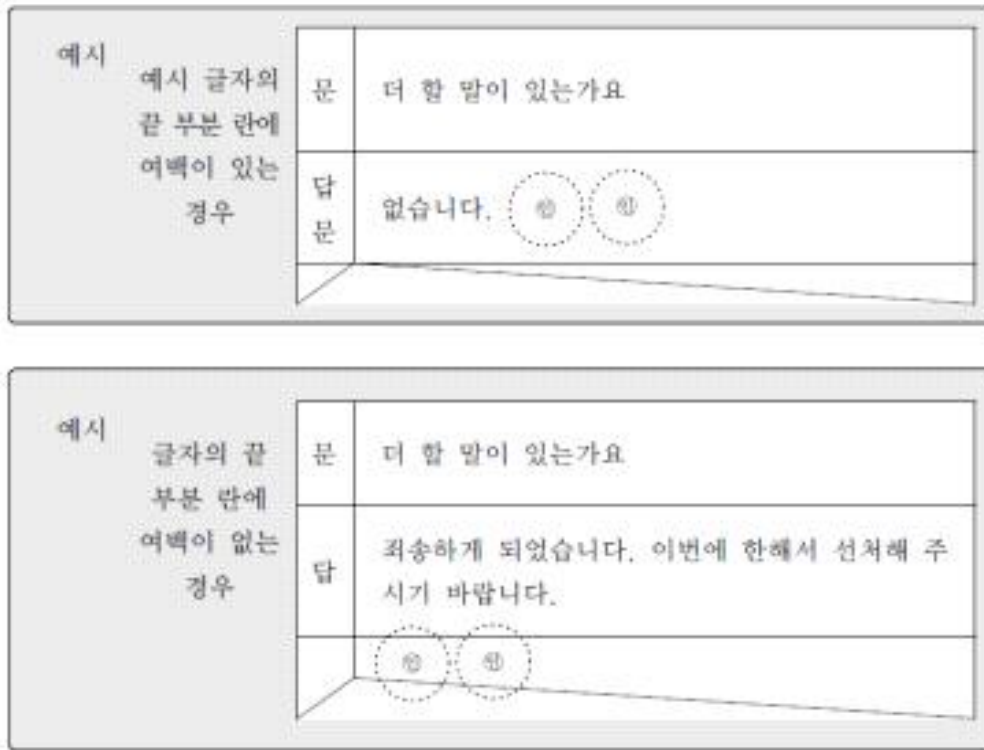 예시
예시 글자의
끝 부분 란에
여백이 있는
경우
문
더 할 말이 있는가요
답
문
없습니다.
㊞
㊞
예시
글자의 끝
부분 란에
여백이 없는
경우
문
더 할 말이 있는가요
답
죄송하게 되었습니다. 이번에 한해서 선처해 주
시기 바랍니다.
㊞
㊞